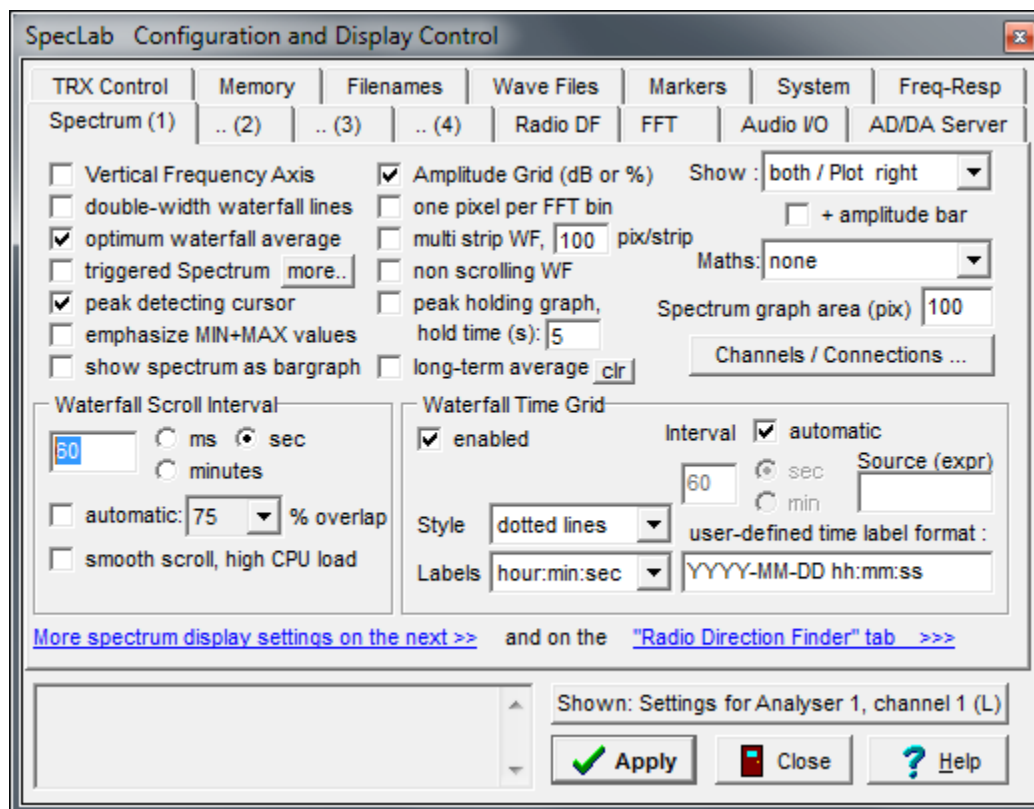 SpecLab   Configuration and Display Control
TRX Control Memory Filenames Wave Files Markers System Freq-Resp
Spectrum (1) .. (2) .. (3) .. (4) Radio DF FFT Audio I/O AD/DA Server
Vertical Frequency Axis Amplitude Grid (dB or %) Show : both / Plot  right
double-width waterfall lines one pixel per FFT bin + amplitude bar
optimum waterfall average multi strip WF, 100 pix/strip
triggered Spectrum more.. non scrolling WF Maths: none
peak detecting cursor peak holding graph, Spectrum graph area (pix) 100
emphasize MIN+MAX values hold time (s): 5
show spectrum as bargraph long-term average clr Channels / Connections ...
Waterfall Scroll Interval Waterfall Time Grid
60 ms sec enabled Interval automatic
minutes 60 sec Source (expr)
min
automatic: 75 % overlap Style dotted lines user-defined time label format :
smooth scroll, high CPU load Labels hour:min:sec YYYY-MM-DD hh:mm:ss
More spectrum display settings on the next >> and on the "Radio Direction Finder" tab >>>
Shown: Settings for Analyser 1, channel 1 (L)
Apply Close Help